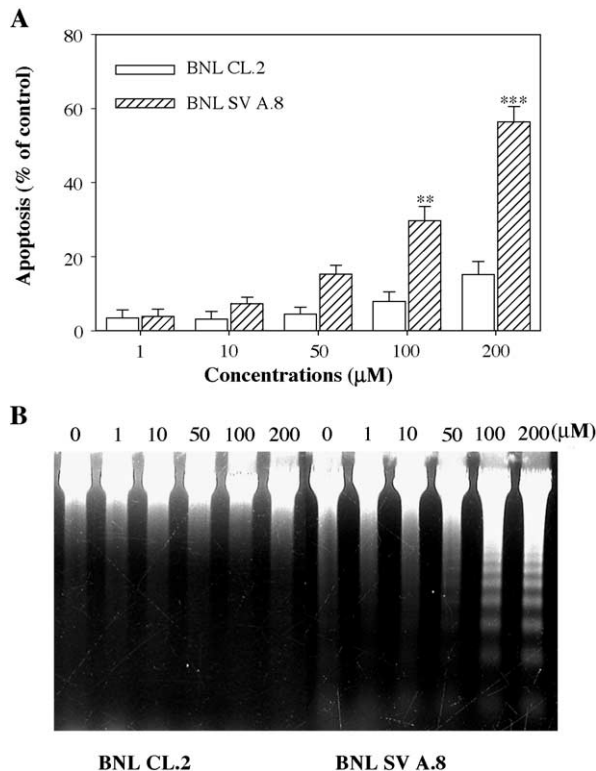 A
80
60
40
20
0
Apoptosis (% of control)
BNL CL.2
BNL SV A.8
**
***
1 10 50 100 200
Concentrations (µM)
B
0 1 10 50 100 200 0 1 10 50 100 200 (µM)
BNL CL.2 BNL SV A.8